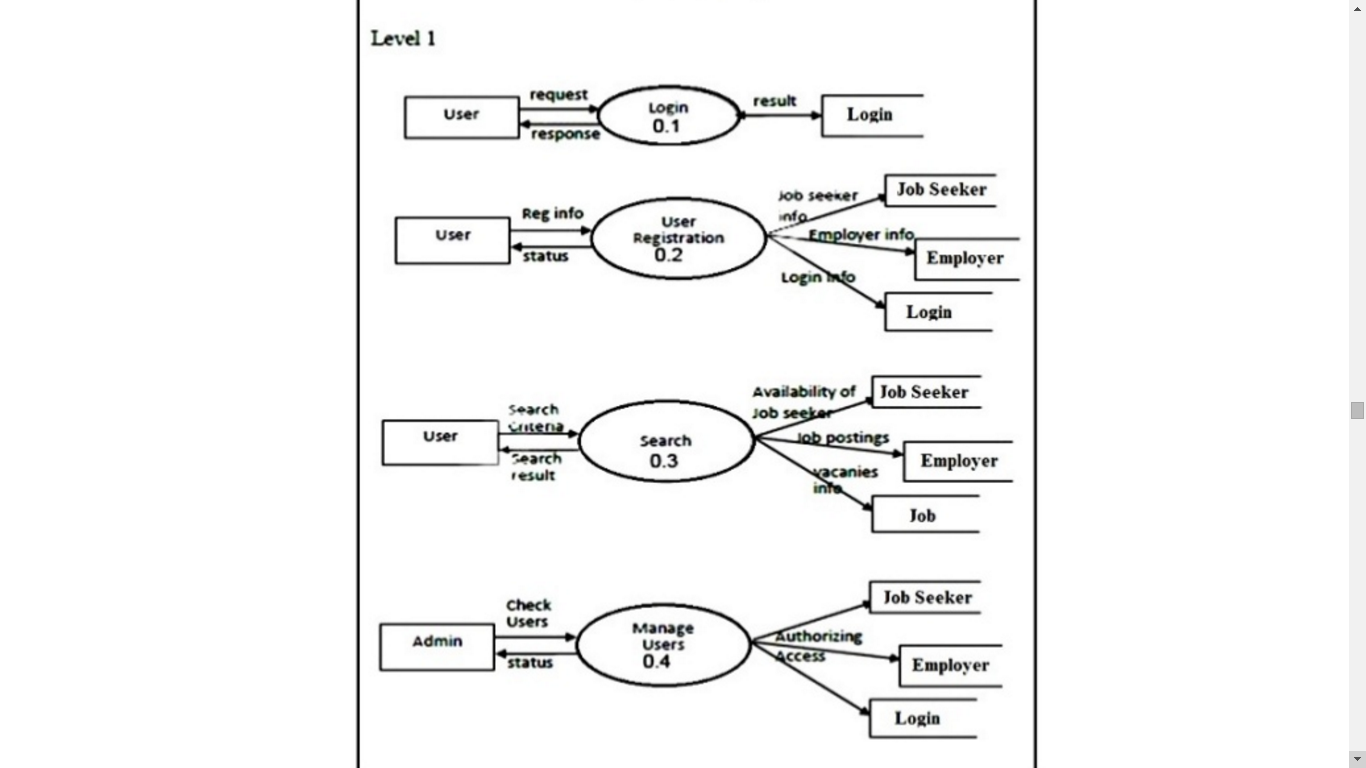 Level 1
request
User
Login
0.1
result
Login
response
Job seeker
info
Job Seeker
Reg info
User
User
Registration
0.2
Employer info
Employer
status
Login info
Login
Availability of
Job seeker
Job Seeker
Search
Criteria
User
Search
0.3
Job postings
Employer
Search
result
vacanies
info
Job
Check
Users
Admin
Manage
Users
0.4
Job Seeker
Authorizing
Access
Employer
status
Login